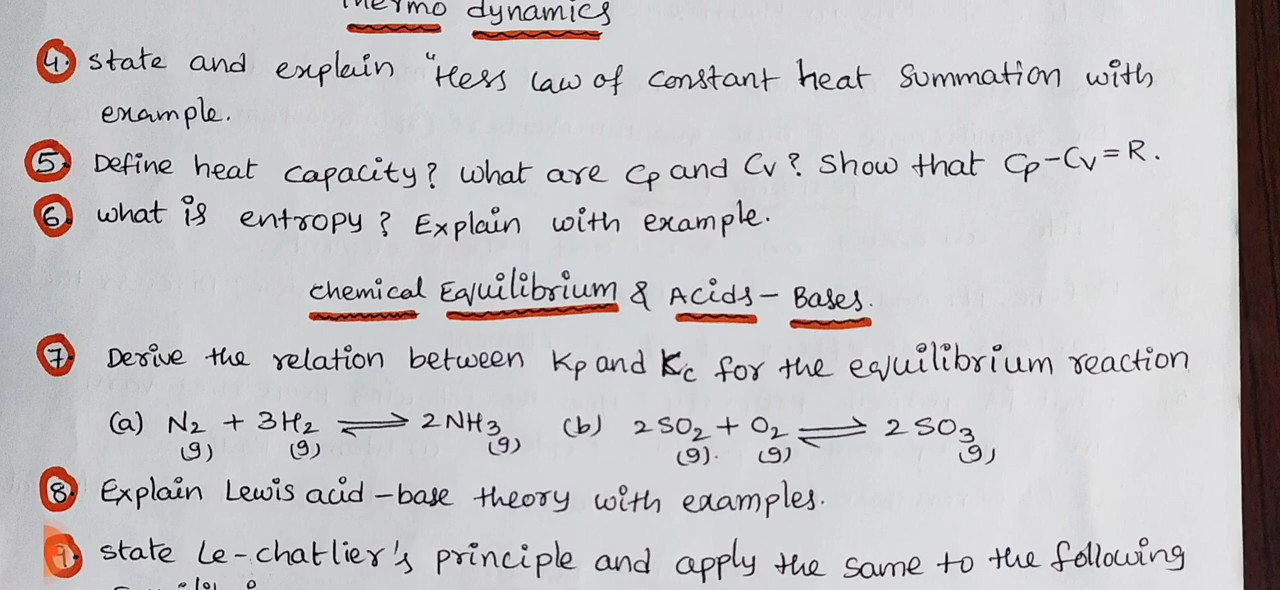 Thermo dynamics
4. state and explain "Hess law of constant heat summation with
example.
5. Define heat capacity? what are Cp and Cv? Show that Cp-Cv=R.
6. what is entropy? Explain with example.
chemical Equilibrium & Acids- Bases.
7. Derive the relation between Kp and Kc for the equilibrium reaction
(a) N2 + 3H2 ⇌ 2NH3 (b) 2SO2 + O2 ⇌ 2SO3
(g) (g) (g) (g). (g) (g)
8. Explain Lewis acid-base theory with examples.
9. state Le-chatlier's principle and apply the same to the following